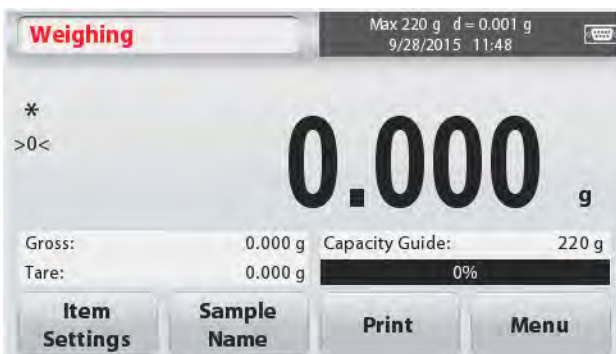 Weighing
Max 220 g d = 0.001 g
9/28/2015 11:48
*
>0<
0.000 g
Gross: 0.000 g
Tare: 0.000 g
Capacity Guide: 220 g
0%
Item
Settings
Sample
Name
Print
Menu